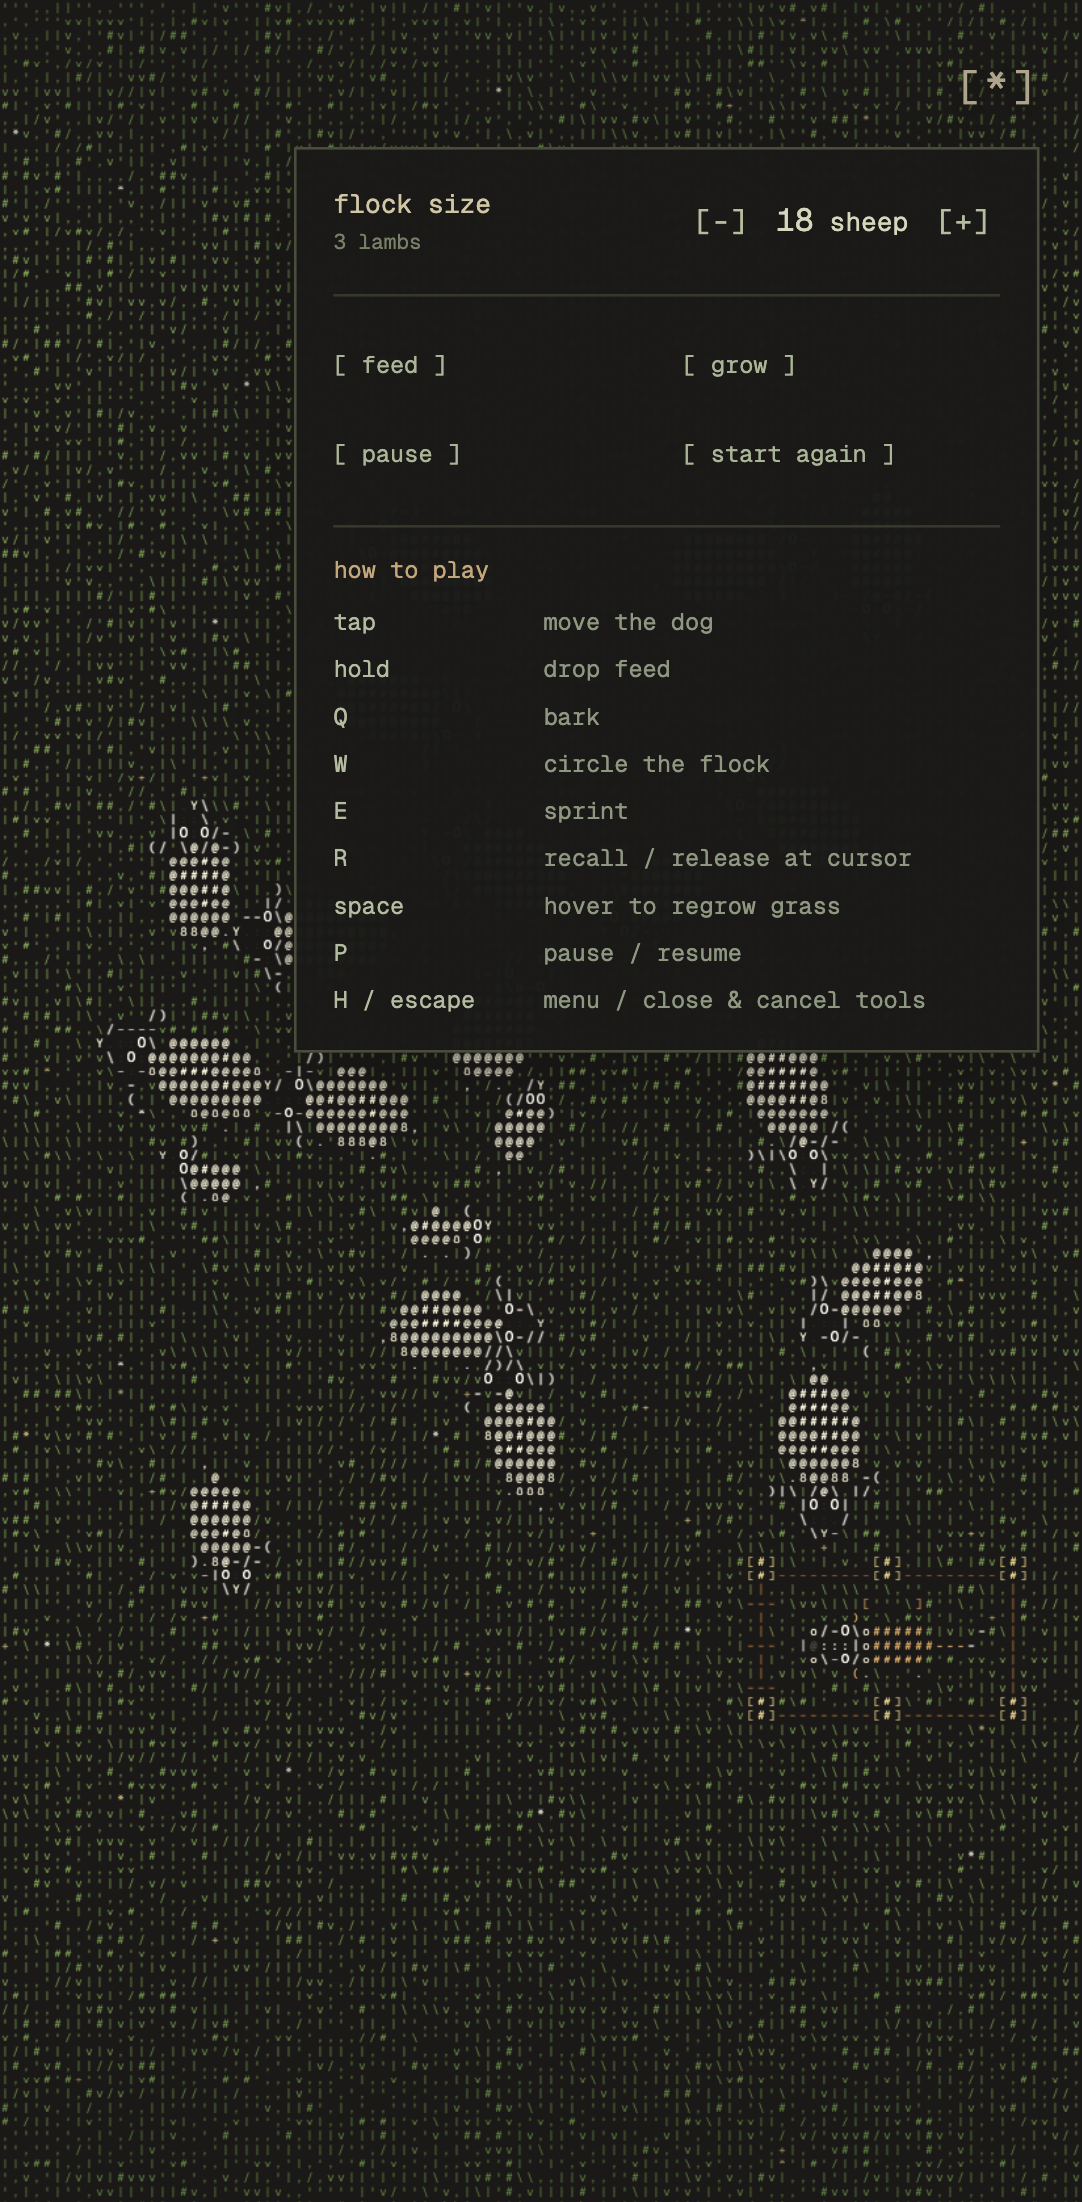 [*]
flock size
3 lambs
[-] 18 sheep [+]
[ feed ] [ grow ]
[ pause ] [ start again ]
how to play
tap move the dog
hold drop feed
Q bark
W circle the flock
E sprint
R recall / release at cursor
space hover to regrow grass
P pause / resume
H / escape menu / close & cancel tools